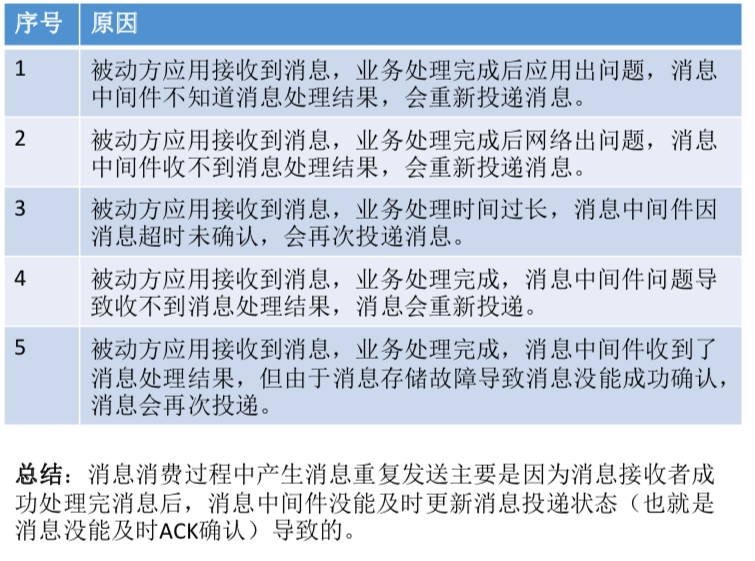 序号 原因
1 被动方应用接收到消息，业务处理完成后应用出问题，消息
中间件不知道消息处理结果，会重新投递消息。
2 被动方应用接收到消息，业务处理完成后网络出问题，消息
中间件收不到消息处理结果，会重新投递消息。
3 被动方应用接收到消息，业务处理时间过长，消息中间件因
消息超时未确认，会再次投递消息。
4 被动方应用接收到消息，业务处理完成，消息中间件问题导
致收不到消息处理结果，消息会重新投递。
5 被动方应用接收到消息，业务处理完成，消息中间件收到了
消息处理结果，但由于消息存储故障导致消息没能成功确认，
消息会再次投递。
总结：消息消费过程中产生消息重复发送主要是因为消息接收者成
功处理完消息后，消息中间件没能及时更新消息投递状态（也就是
消息没能及时ACK确认）导致的。